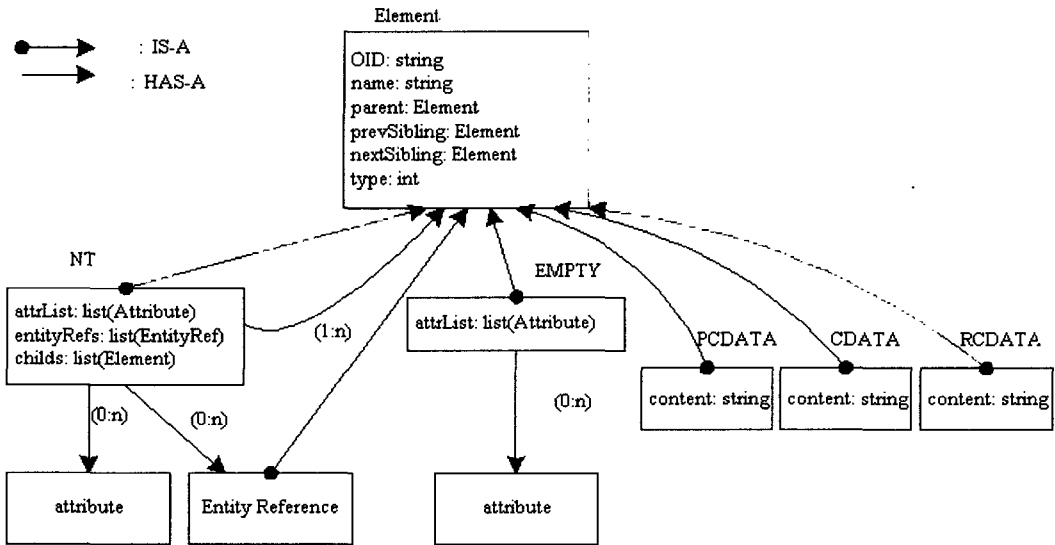 Element
: IS-A
: HAS-A
OID: string
name: string
parent: Element
prevSibling: Element
nextSibling: Element
type: int
NT
attrList: list(Attribute)
entityRefs: list(EntityRef)
childs: list(Element)
(1:n)
EMPTY
attrList: list(Attribute)
PCDATA
CDATA
RCDATA
content: string
content: string
content: string
(0:n)
(0:n)
(0:n)
attribute
Entity Reference
attribute